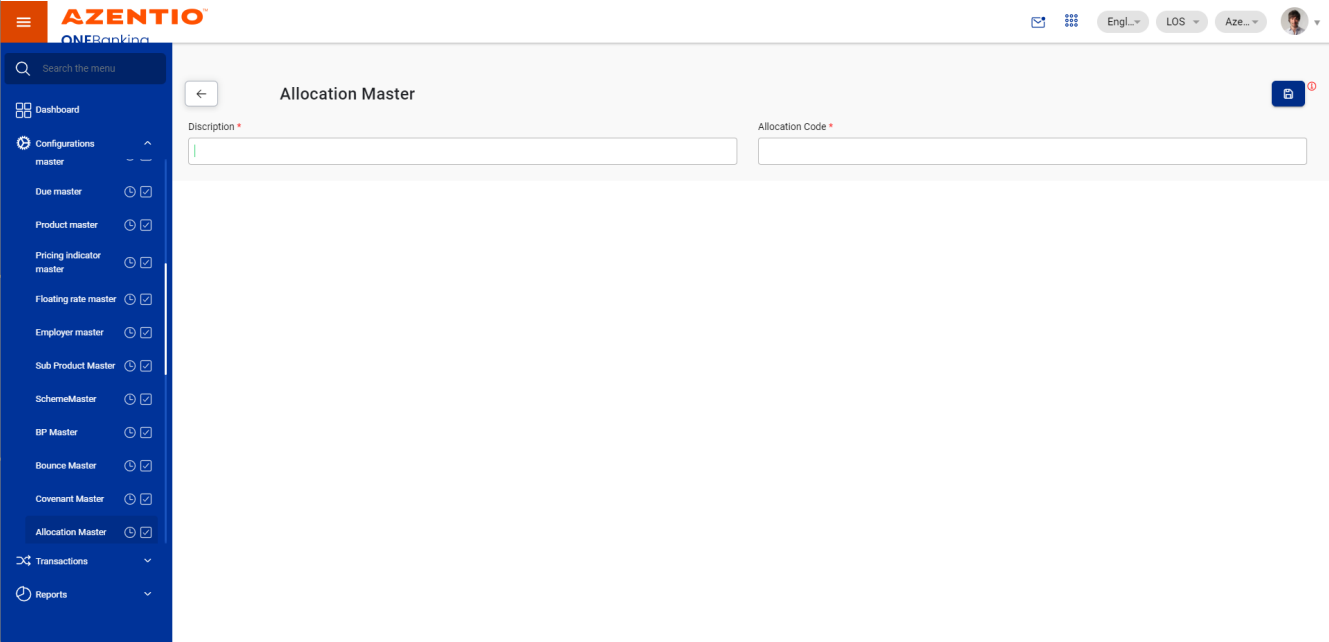 AZENTIO™
ONEBanking
Engl...
LOS
Aze...
Search the menu
Dashboard
Configurations
master
Due master
Product master
Pricing indicator
master
Floating rate master
Employer master
Sub Product Master
SchemeMaster
BP Master
Bounce Master
Covenant Master
Allocation Master
Transactions
Reports
Allocation Master
Discription *
Allocation Code *